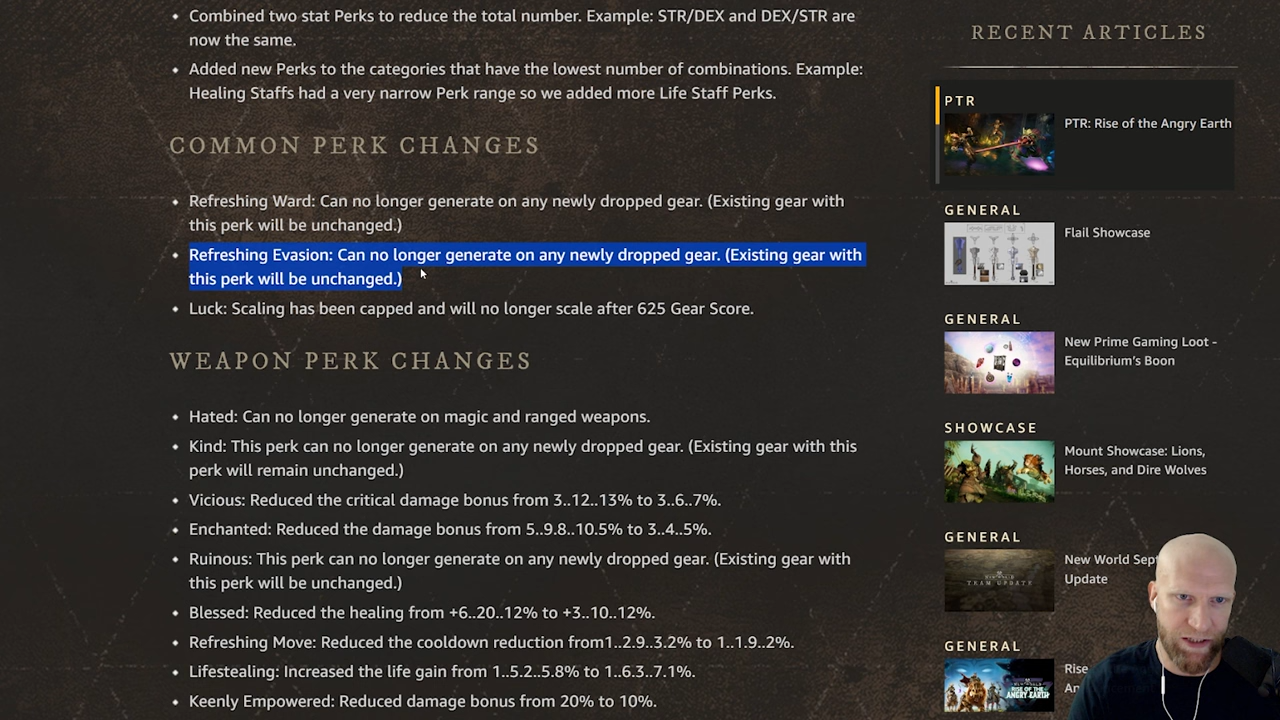 Combined two stat Perks to reduce the total number. Example: STR/DEX and DEX/STR are
now the same.
Added new Perks to the categories that have the lowest number of combinations. Example:
Healing Staffs had a very narrow Perk range so we added more Life Staff Perks.
COMMON PERK CHANGES
Refreshing Ward: Can no longer generate on any newly dropped gear. (Existing gear with
this perk will be unchanged.)
Refreshing Evasion: Can no longer generate on any newly dropped gear. (Existing gear with
this perk will be unchanged.)
Luck: Scaling has been capped and will no longer scale after 625 Gear Score.
WEAPON PERK CHANGES
Hated: Can no longer generate on magic and ranged weapons.
Kind: This perk can no longer generate on any newly dropped gear. (Existing gear with this
perk will remain unchanged.)
Vicious: Reduced the critical damage bonus from 3..12..13% to 3..6..7%.
Enchanted: Reduced the damage bonus from 5..9.8..10.5% to 3..4..5%.
Ruinous: This perk can no longer generate on any newly dropped gear. (Existing gear with
this perk will be unchanged.)
Blessed: Reduced the healing from +6..20..12% to +3..10..12%.
Refreshing Move: Reduced the cooldown reduction from1..2.9..3.2% to 1..1.9..2%.
Lifestealing: Increased the life gain from 1..5.2..5.8% to 1..6.3..7.1%.
Keenly Empowered: Reduced damage bonus from 20% to 10%.
RECENT ARTICLES
PTR
PTR: Rise of the Angry Earth
GENERAL
Flail Showcase
GENERAL
New Prime Gaming Loot -
Equilibrium's Boon
SHOWCASE
Mount Showcase: Lions,
Horses, and Dire Wolves
GENERAL
New World Sept
Update
TEAM UPDATE
GENERAL
Rise
An
RISE OF THE
ANGRY EARTH